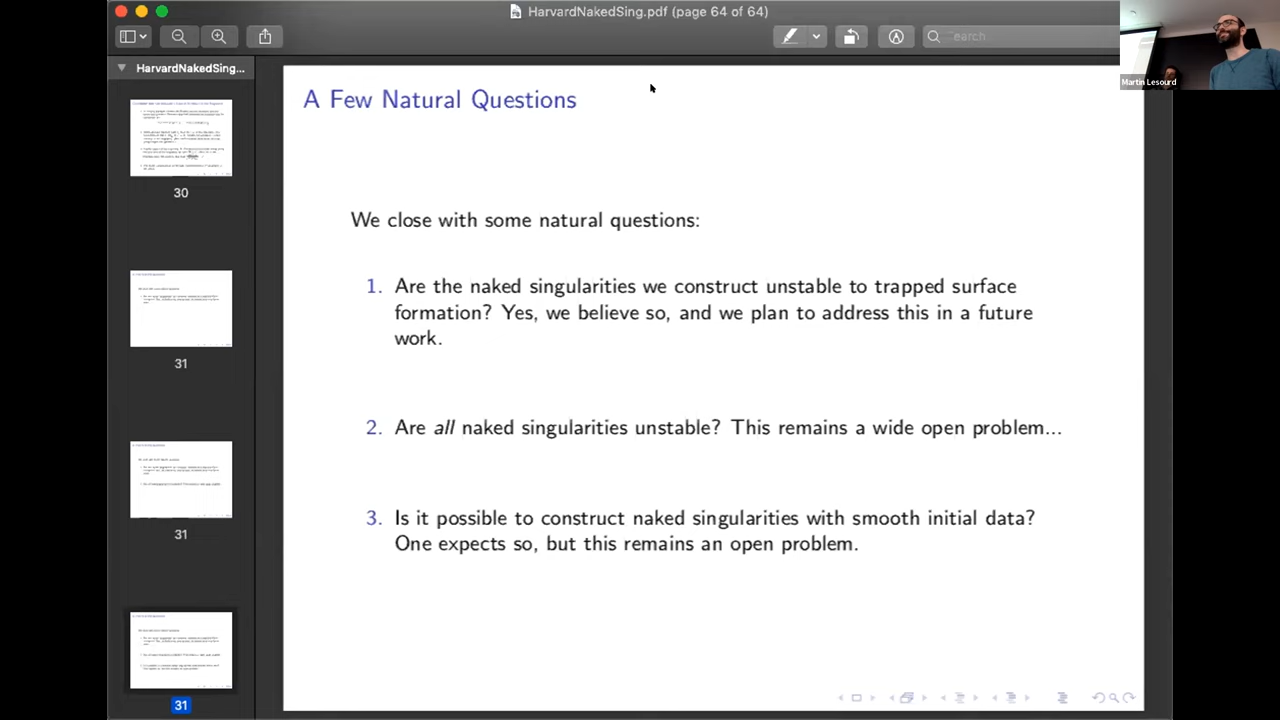 HarvardNakedSing.pdf (page 64 of 64)
Search
HarvardNakedSing...
Martin Lesourd
30
31
31
31
A Few Natural Questions
We close with some natural questions:
1. Are the naked singularities we construct unstable to trapped surface
formation? Yes, we believe so, and we plan to address this in a future
work.
2. Are all naked singularities unstable? This remains a wide open problem...
3. Is it possible to construct naked singularities with smooth initial data?
One expects so, but this remains an open problem.